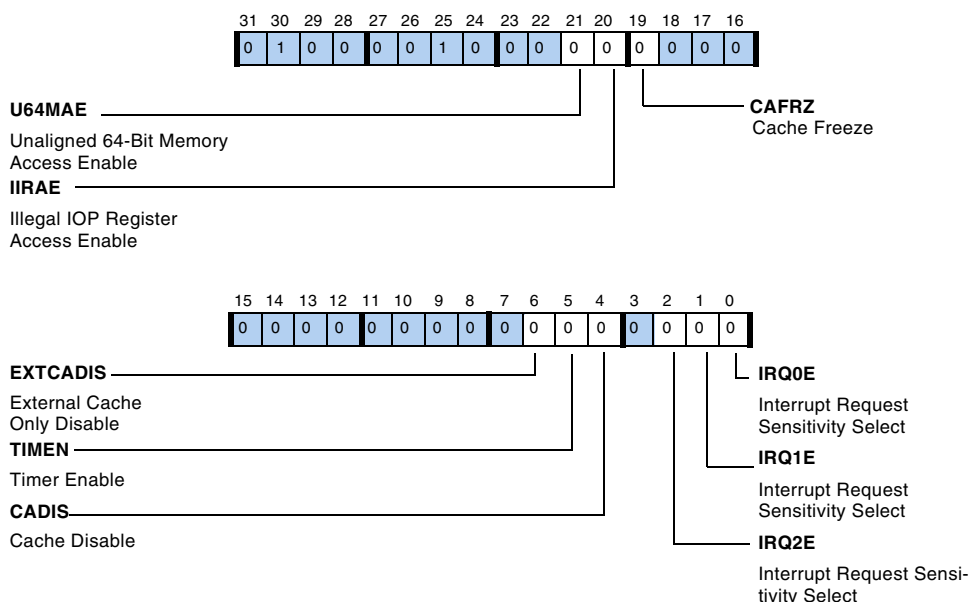 31 30 29 28 27 26 25 24 23 22 21 20 19 18 17 16
0 1 0 0 0 0 1 0 0 0 0 0 0 0 0 0
U64MAE
Unaligned 64-Bit Memory
Access Enable
IIRAE
Illegal IOP Register
Access Enable
CAFRZ
Cache Freeze
15 14 13 12 11 10 9 8 7 6 5 4 3 2 1 0
0 0 0 0 0 0 0 0 0 0 0 0 0 0 0 0
EXTCADIS
External Cache
Only Disable
TIMEN
Timer Enable
CADIS
Cache Disable
IRQ0E
Interrupt Request
Sensitivity Select
IRQ1E
Interrupt Request
Sensitivity Select
IRQ2E
Interrupt Request Sensi-
tivity Select